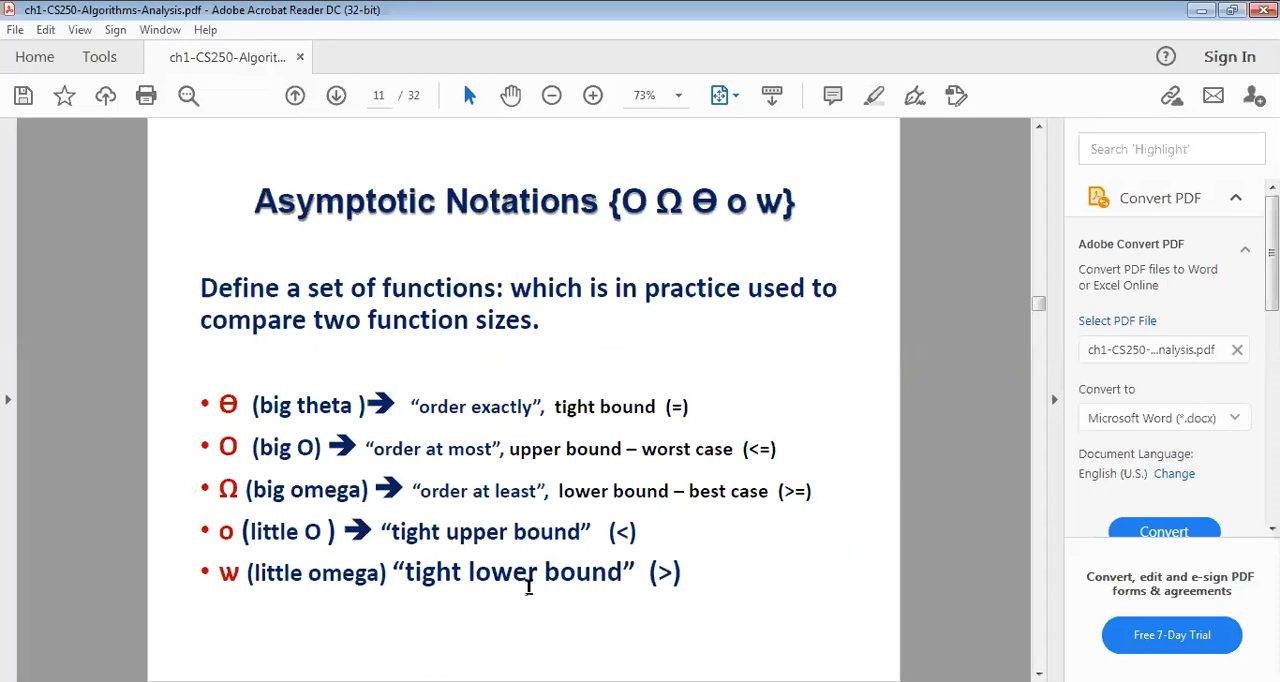 ch1-CS250-Algorithms-Analysis.pdf - Adobe Acrobat Reader DC (32-bit)
File Edit View Sign Window Help
Home Tools ch1-CS250-Algorit... ×
Sign In
11 / 32 73%
Search 'Highlight'
Convert PDF
Adobe Convert PDF
Convert PDF files to Word
or Excel Online
Select PDF File
ch1-CS250-...nalysis.pdf
Convert to
Microsoft Word (*.docx)
Document Language:
English (U.S.) Change
Convert
Convert, edit and e-sign PDF
forms & agreements
Free 7-Day Trial
Asymptotic Notations {O Ω Ө o w}
Define a set of functions: which is in practice used to
compare two function sizes.
• Ө (big theta )➔ “order exactly”, tight bound (=)
• O (big O) ➔ “order at most”, upper bound – worst case (<=)
• Ω (big omega) ➔ “order at least”, lower bound – best case (>=)
• o (little O ) ➔ “tight upper bound” (<)
• w (little omega) “tight lower bound” (>)